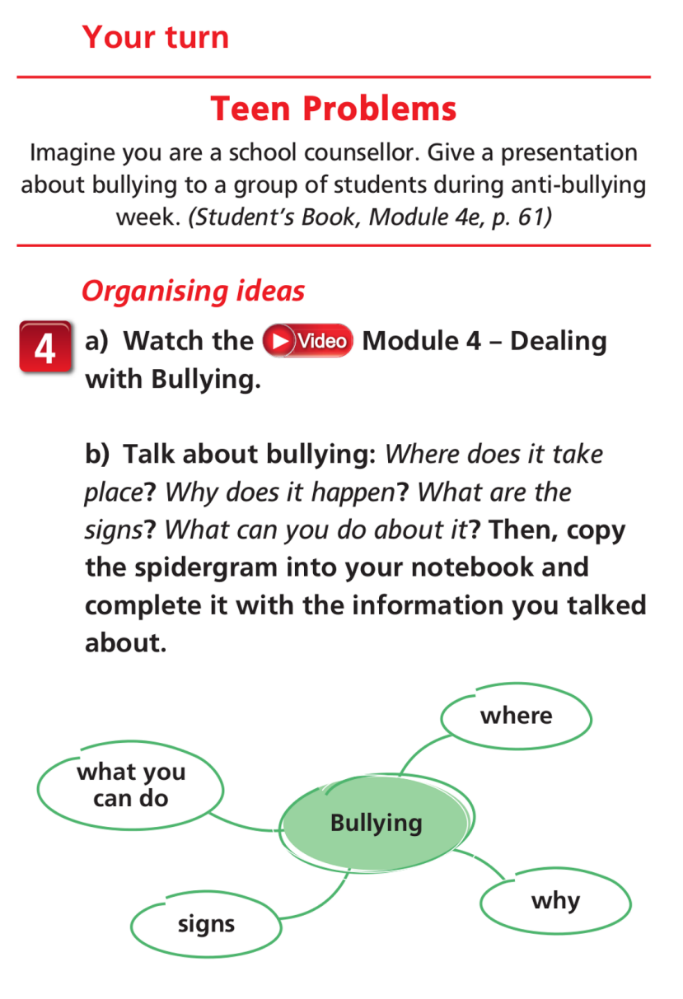 Your turn
Teen Problems
Imagine you are a school counsellor. Give a presentation
about bullying to a group of students during anti-bullying
week. (Student's Book, Module 4e, p. 61)
Organising ideas
4 a) Watch the Video Module 4 – Dealing
with Bullying.
b) Talk about bullying: Where does it take
place? Why does it happen? What are the
signs? What can you do about it? Then, copy
the spidergram into your notebook and
complete it with the information you talked
about.
where
what you
can do
Bullying
why
signs